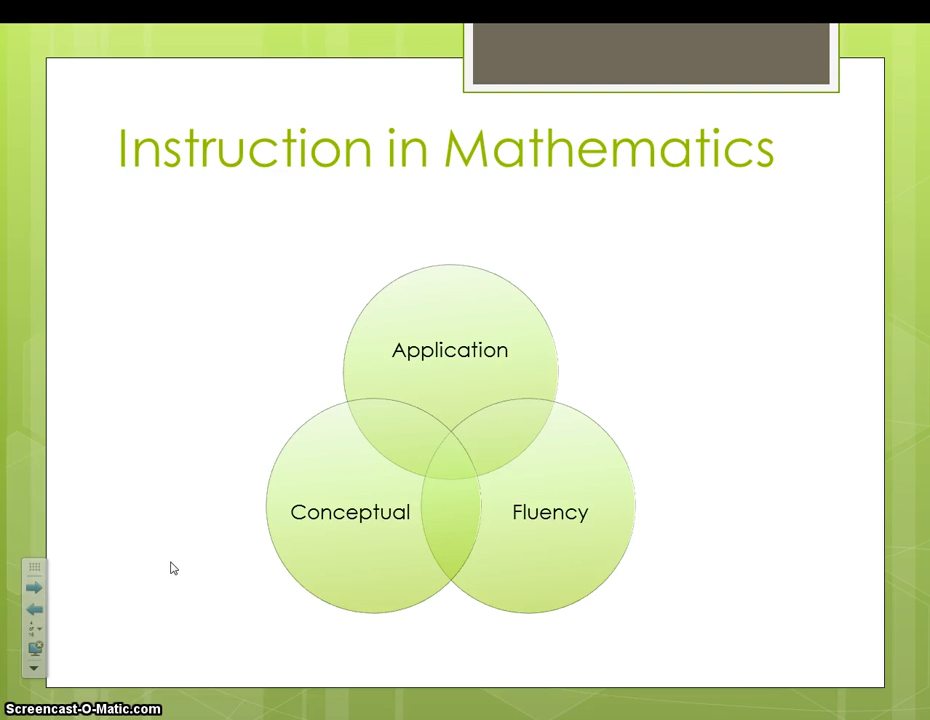 Instruction in Mathematics
Application
Conceptual
Fluency
Screencast-O-Matic.com